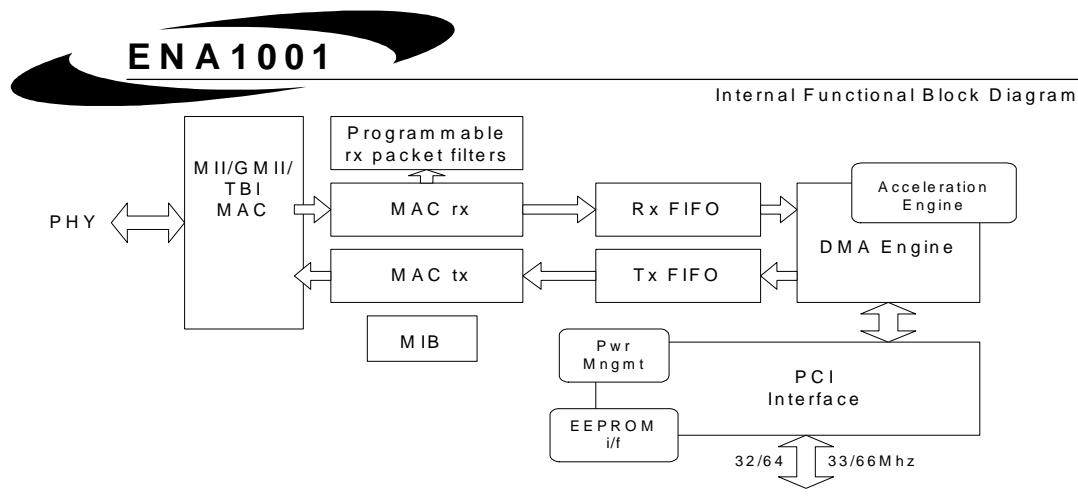 ENA1001
Internal Functional Block Diagram
PHY
MII/GMII/
TBI
MAC
Programmable
rx packet filters
MAC rx
Rx FIFO
Acceleration
Engine
DMA Engine
MAC tx
Tx FIFO
MIB
Pwr
Mngmt
PCI
Interface
EEPROM
i/f
32/64
33/66Mhz